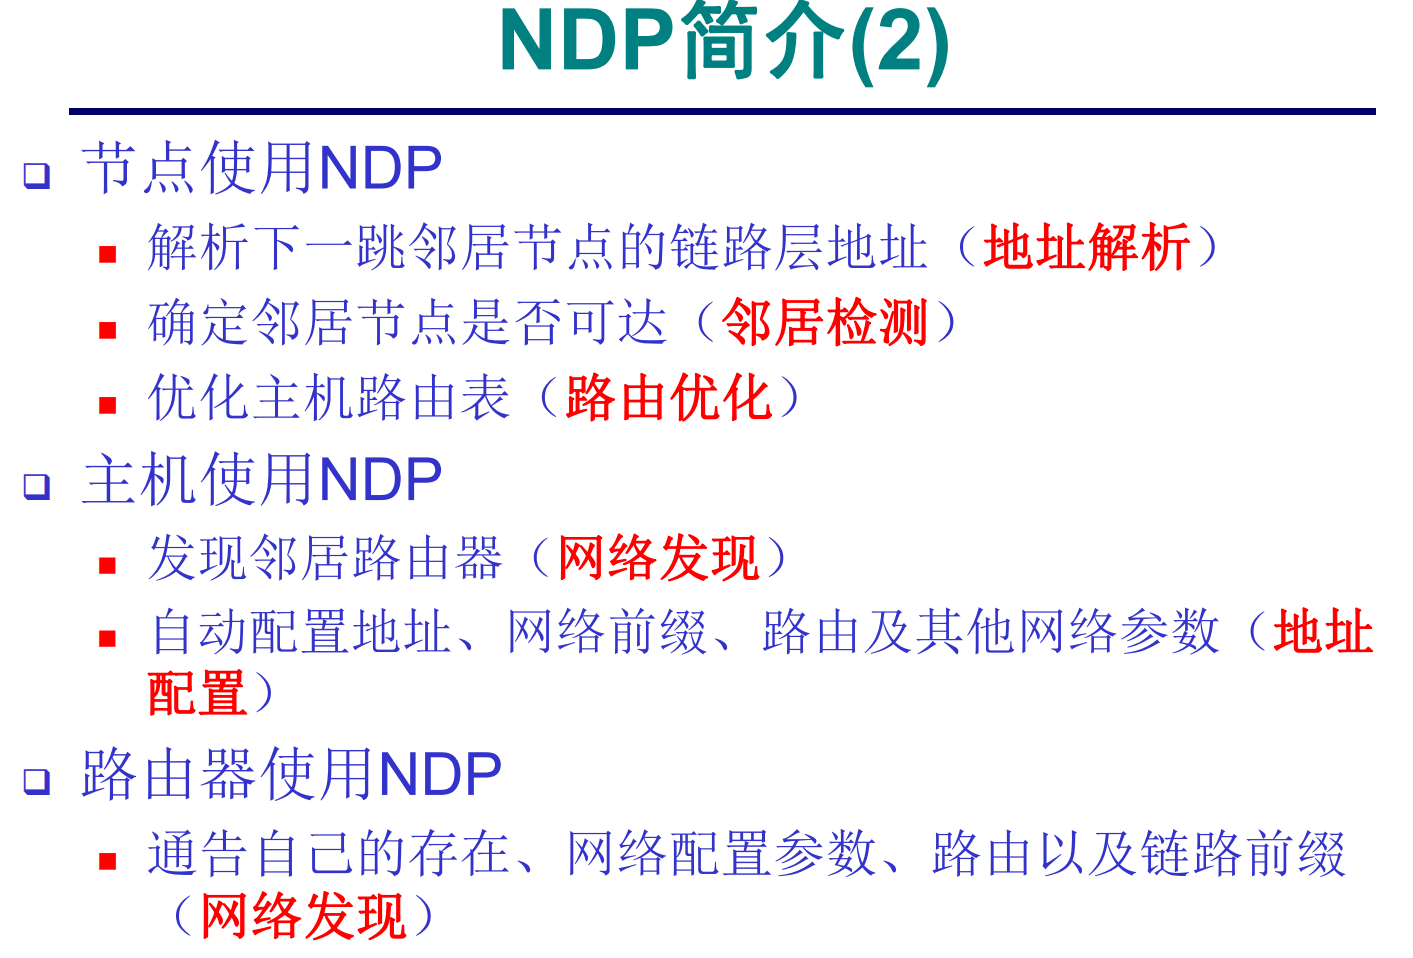 NDP简介(2)
节点使用NDP
解析下一跳邻居节点的链路层地址（地址解析）
确定邻居节点是否可达（邻居检测）
优化主机路由表（路由优化）
主机使用NDP
发现邻居路由器（网络发现）
自动配置地址、网络前缀、路由及其他网络参数（地址
配置）
路由器使用NDP
通告自己的存在、网络配置参数、路由以及链路前缀
（网络发现）